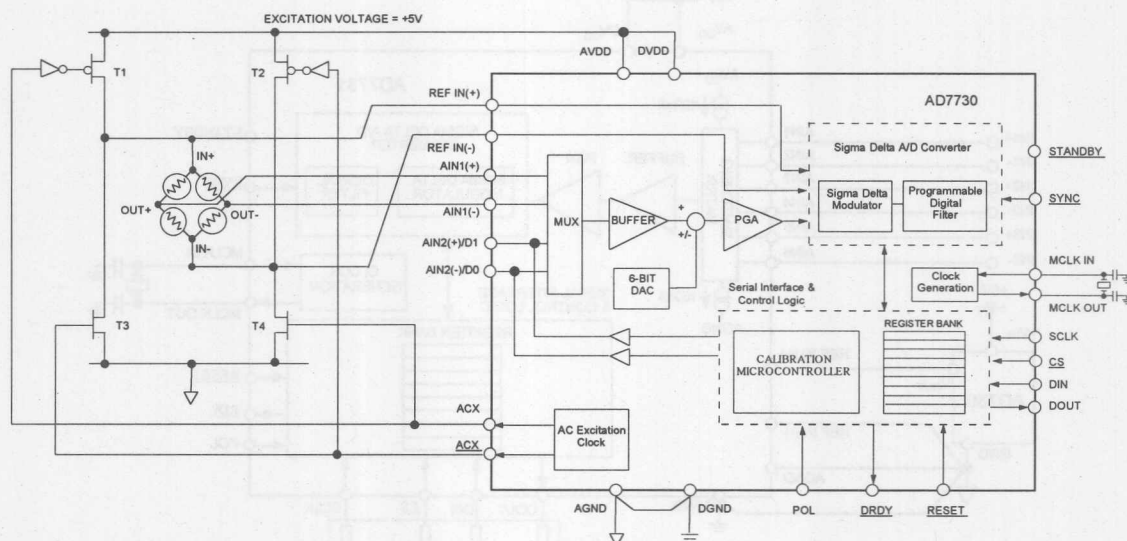 EXCITATION VOLTAGE = +5V
T1
T2
AVDD
DVDD
AD7730
REF IN(+)
REF IN(-)
AIN1(+)
AIN1(-)
AIN2(+)/D1
AIN2(-)/D0
IN+
OUT+
OUT-
IN-
T3
T4
MUX
BUFFER
+
+/-
PGA
6-BIT
DAC
Sigma Delta A/D Converter
Sigma Delta
Modulator
Programmable
Digital
Filter
STANDBY
SYNC
MCLK IN
MCLK OUT
Clock
Generation
Serial Interface &
Control Logic
REGISTER BANK
CALIBRATION
MICROCONTROLLER
SCLK
CS
DIN
DOUT
ACX
ACX
AC Excitation
Clock
AGND
DGND
POL
DRDY
RESET